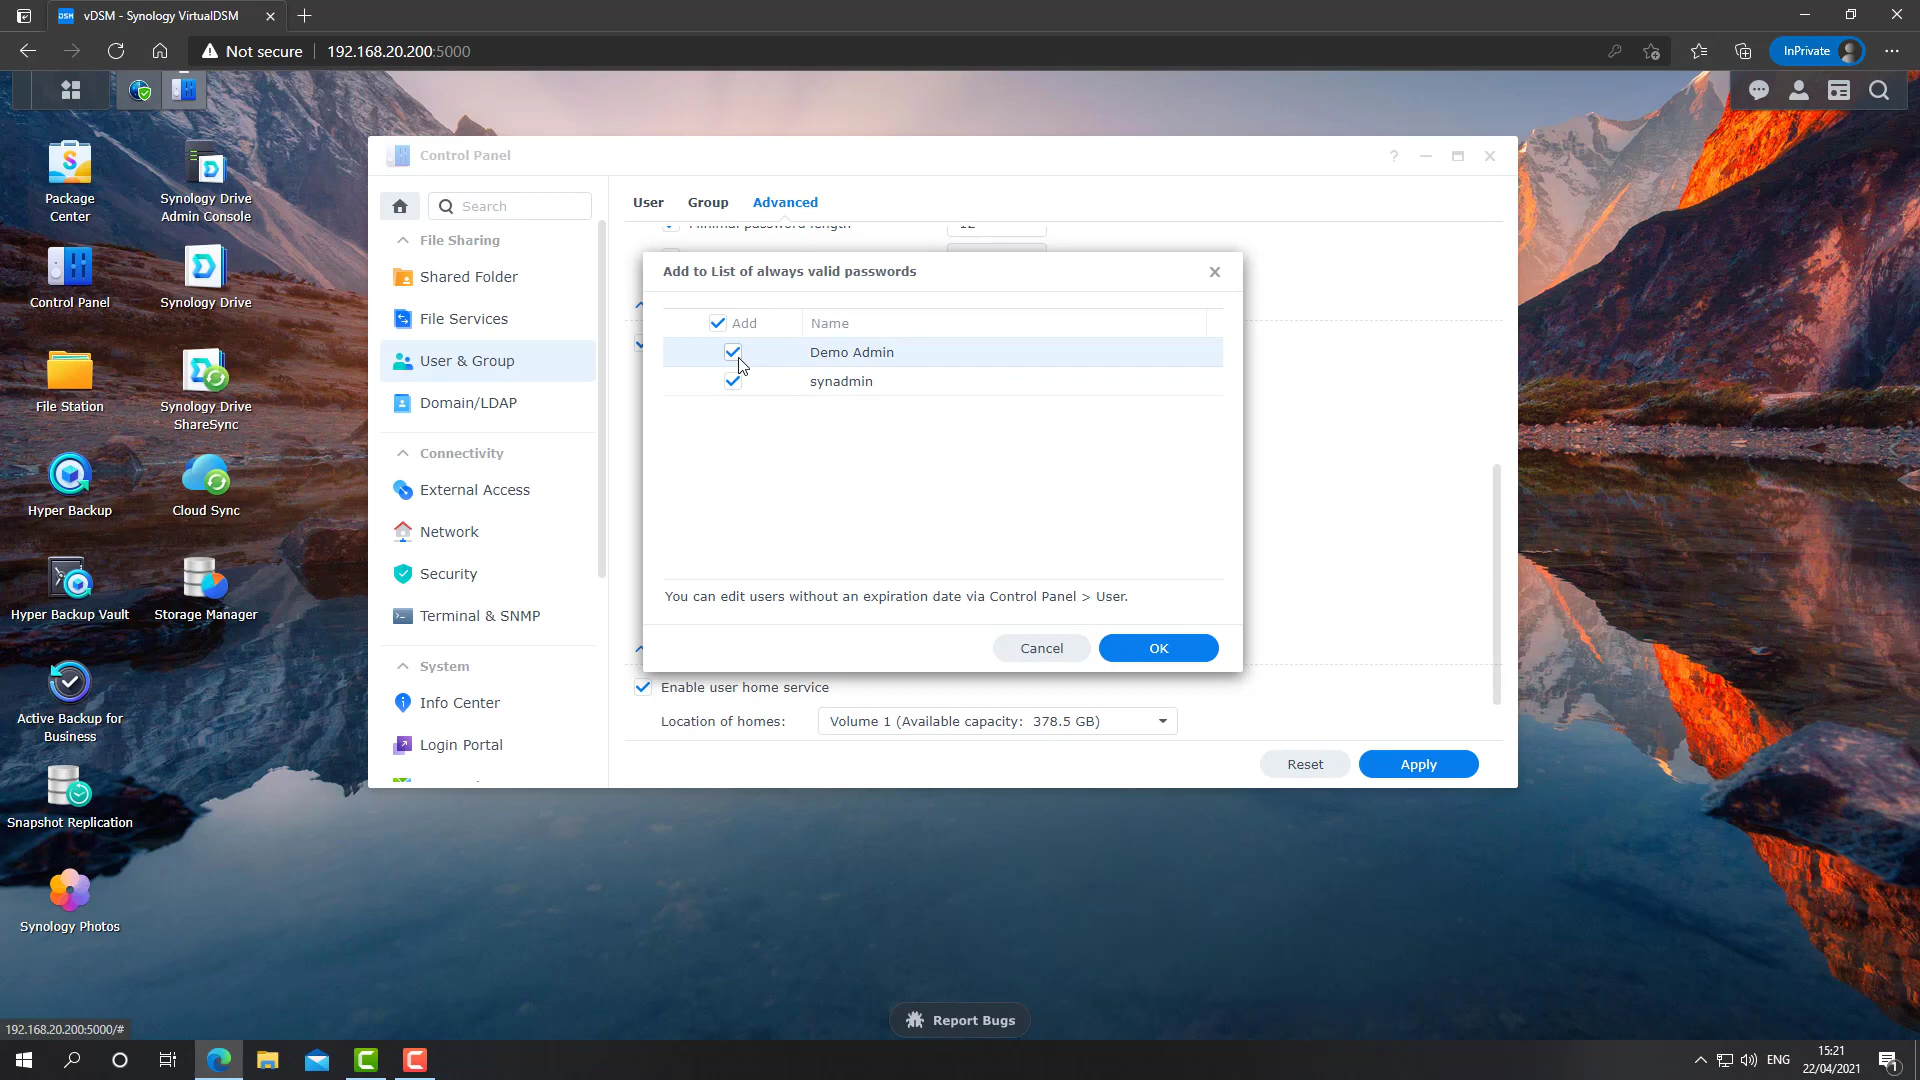 vDSM - Synology VirtualDSM
Not secure
192.168.20.200:5000
InPrivate
Package
Center
Synology Drive
Admin Console
Control Panel
Synology Drive
File Station
Synology Drive
ShareSync
Hyper Backup
Cloud Sync
Hyper Backup Vault
Storage Manager
Active Backup for
Business
Snapshot Replication
Synology Photos
Control Panel
Search
File Sharing
Shared Folder
File Services
User & Group
Domain/LDAP
Connectivity
External Access
Network
Security
Terminal & SNMP
System
Info Center
Login Portal
User
Group
Advanced
Minimal password length
12
Add to List of always valid passwords
Add
Name
Demo Admin
synadmin
You can edit users without an expiration date via Control Panel > User.
Cancel
OK
Enable user home service
Location of homes:
Volume 1 (Available capacity: 378.5 GB)
Reset
Apply
Report Bugs
192.168.20.200:5000/#
ENG
15:21
22/04/2021
1